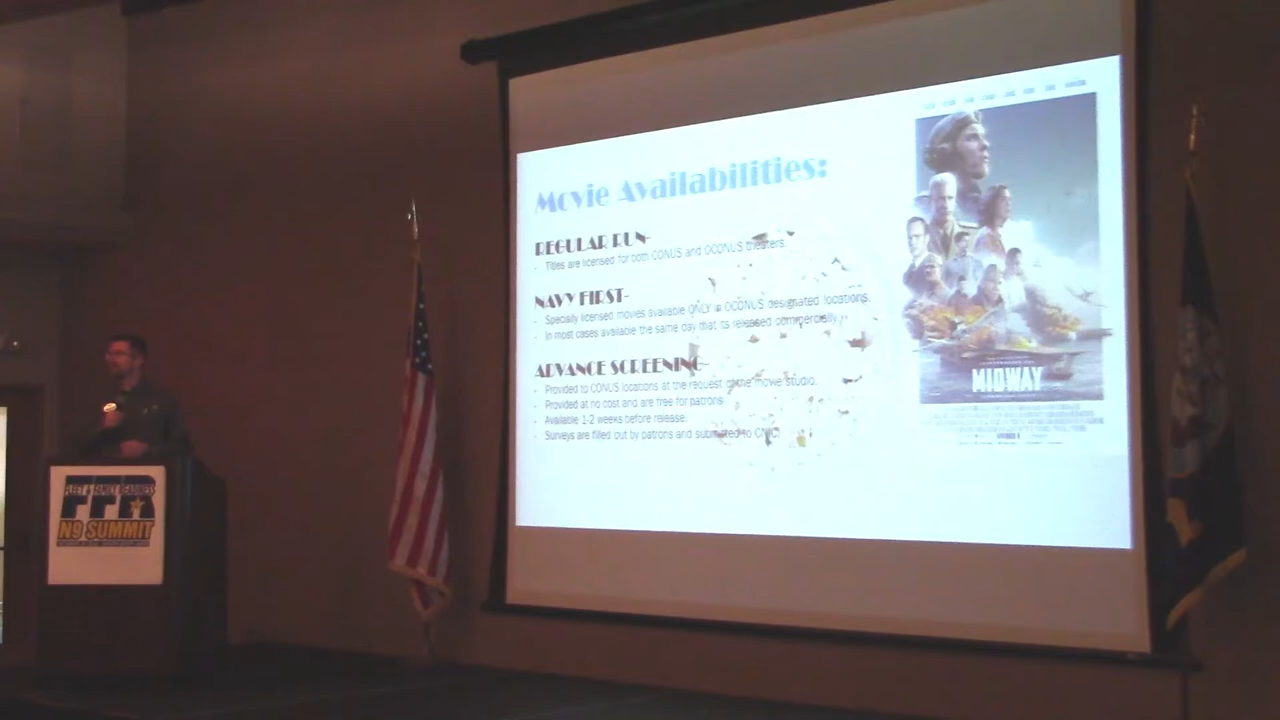 Movie Availabilities:
REGULAR RUN-
- Titles are licensed for both CONUS and OCONUS theaters.
NAVY FIRST-
- Specially licensed movies available ONLY in OCONUS designated locations.
- In most cases available the same day that its released commercially.
ADVANCE SCREENING-
- Provided to CONUS locations at the request of the movie studio.
- Provided at no cost and are free for patrons
- Available 1-2 weeks before release.
- Surveys are filled out by patrons and submitted to CNIC!
MIDWAY
FLEET & FAMILY READINESS
FFR
N9 SUMMIT